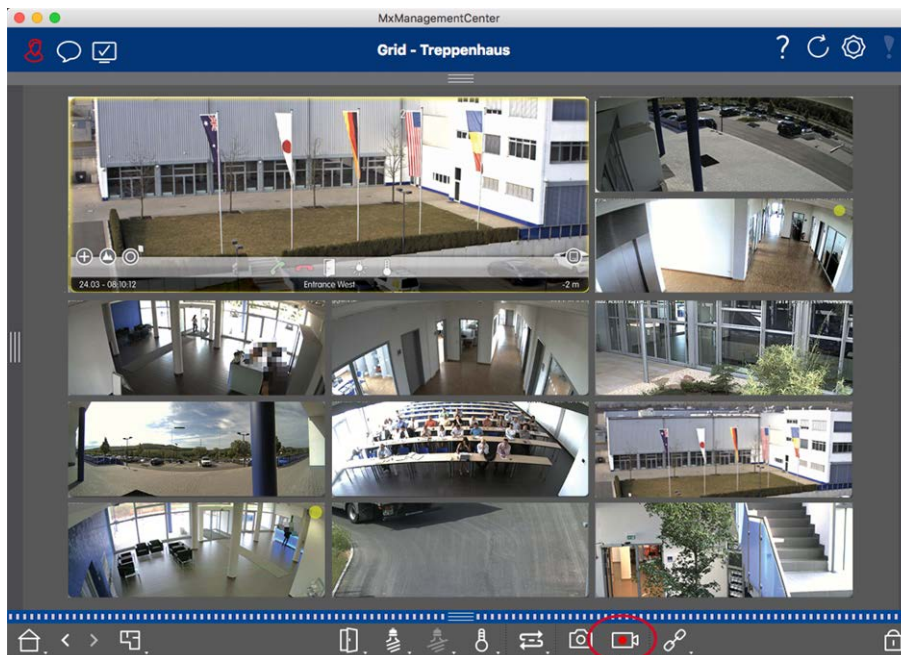 MxManagementCenter
Grid - Treppenhaus
24.03 - 08:10:12
Entrance West
-2 m